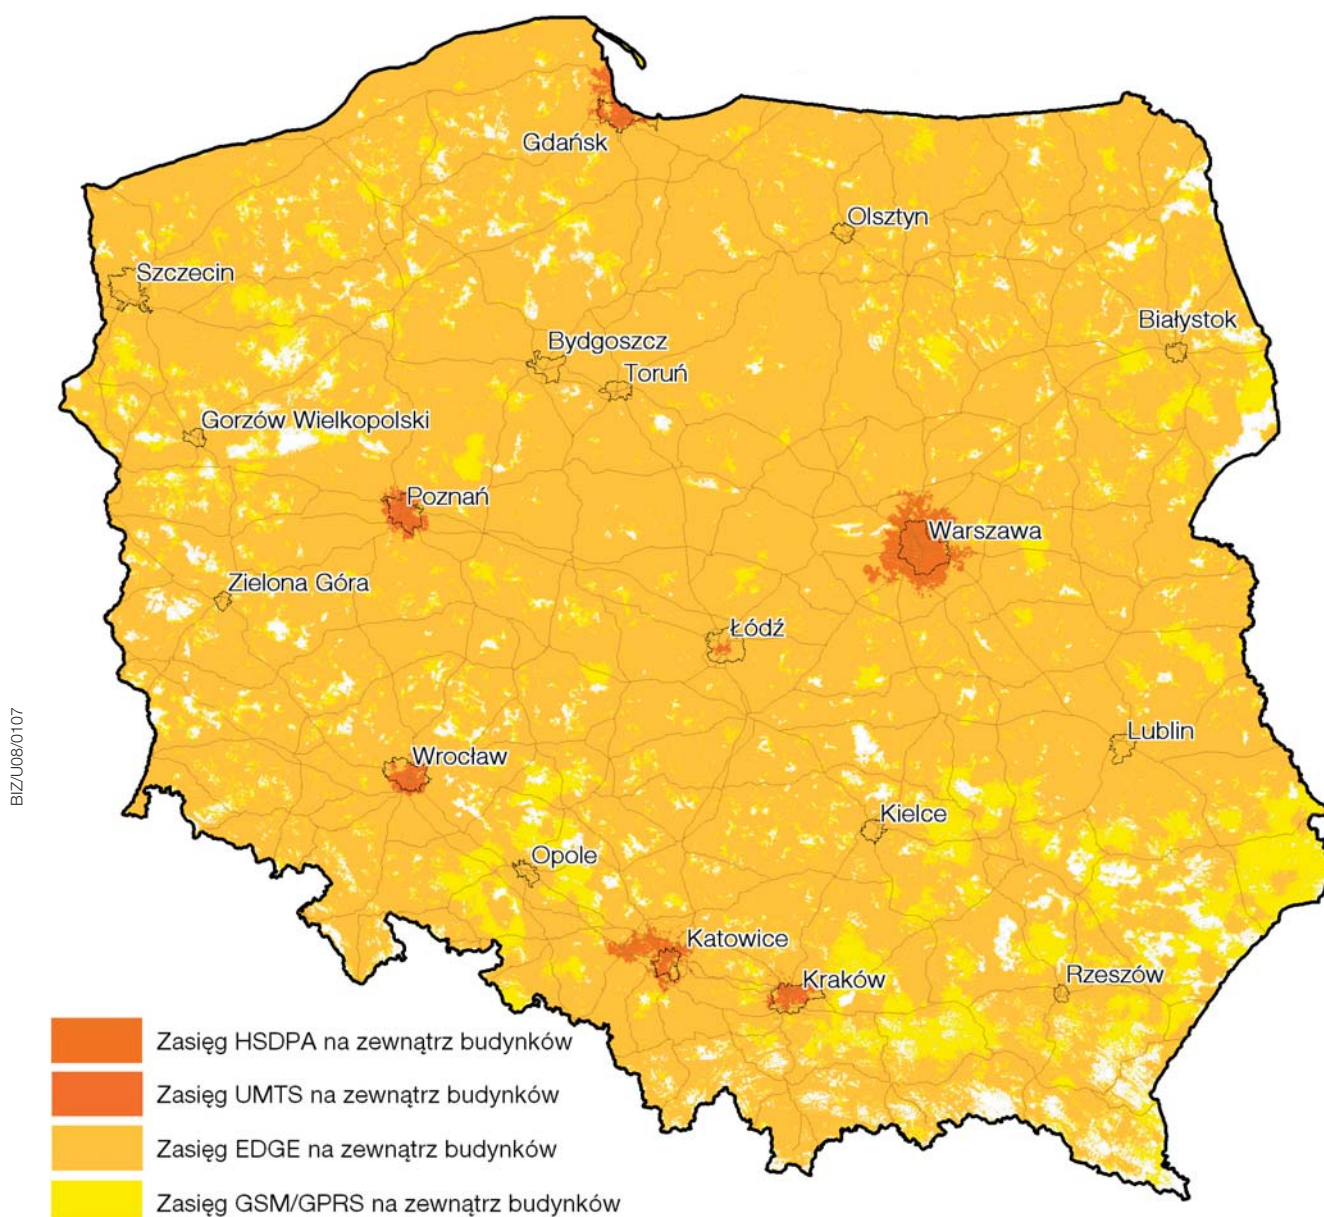 Gdańsk
Olsztyn
Szczecin
Białystok
Bydgoszcz
Toruń
Gorzów Wielkopolski
Poznań
Warszawa
Zielona Góra
Łódź
BIZ/U08/0107
Wrocław
Lublin
Kielce
Opole
Katowice
Kraków
Rzeszów
Zasięg HSDPA na zewnątrz budynków
Zasięg UMTS na zewnątrz budynków
Zasięg EDGE na zewnątrz budynków
Zasięg GSM/GPRS na zewnątrz budynków